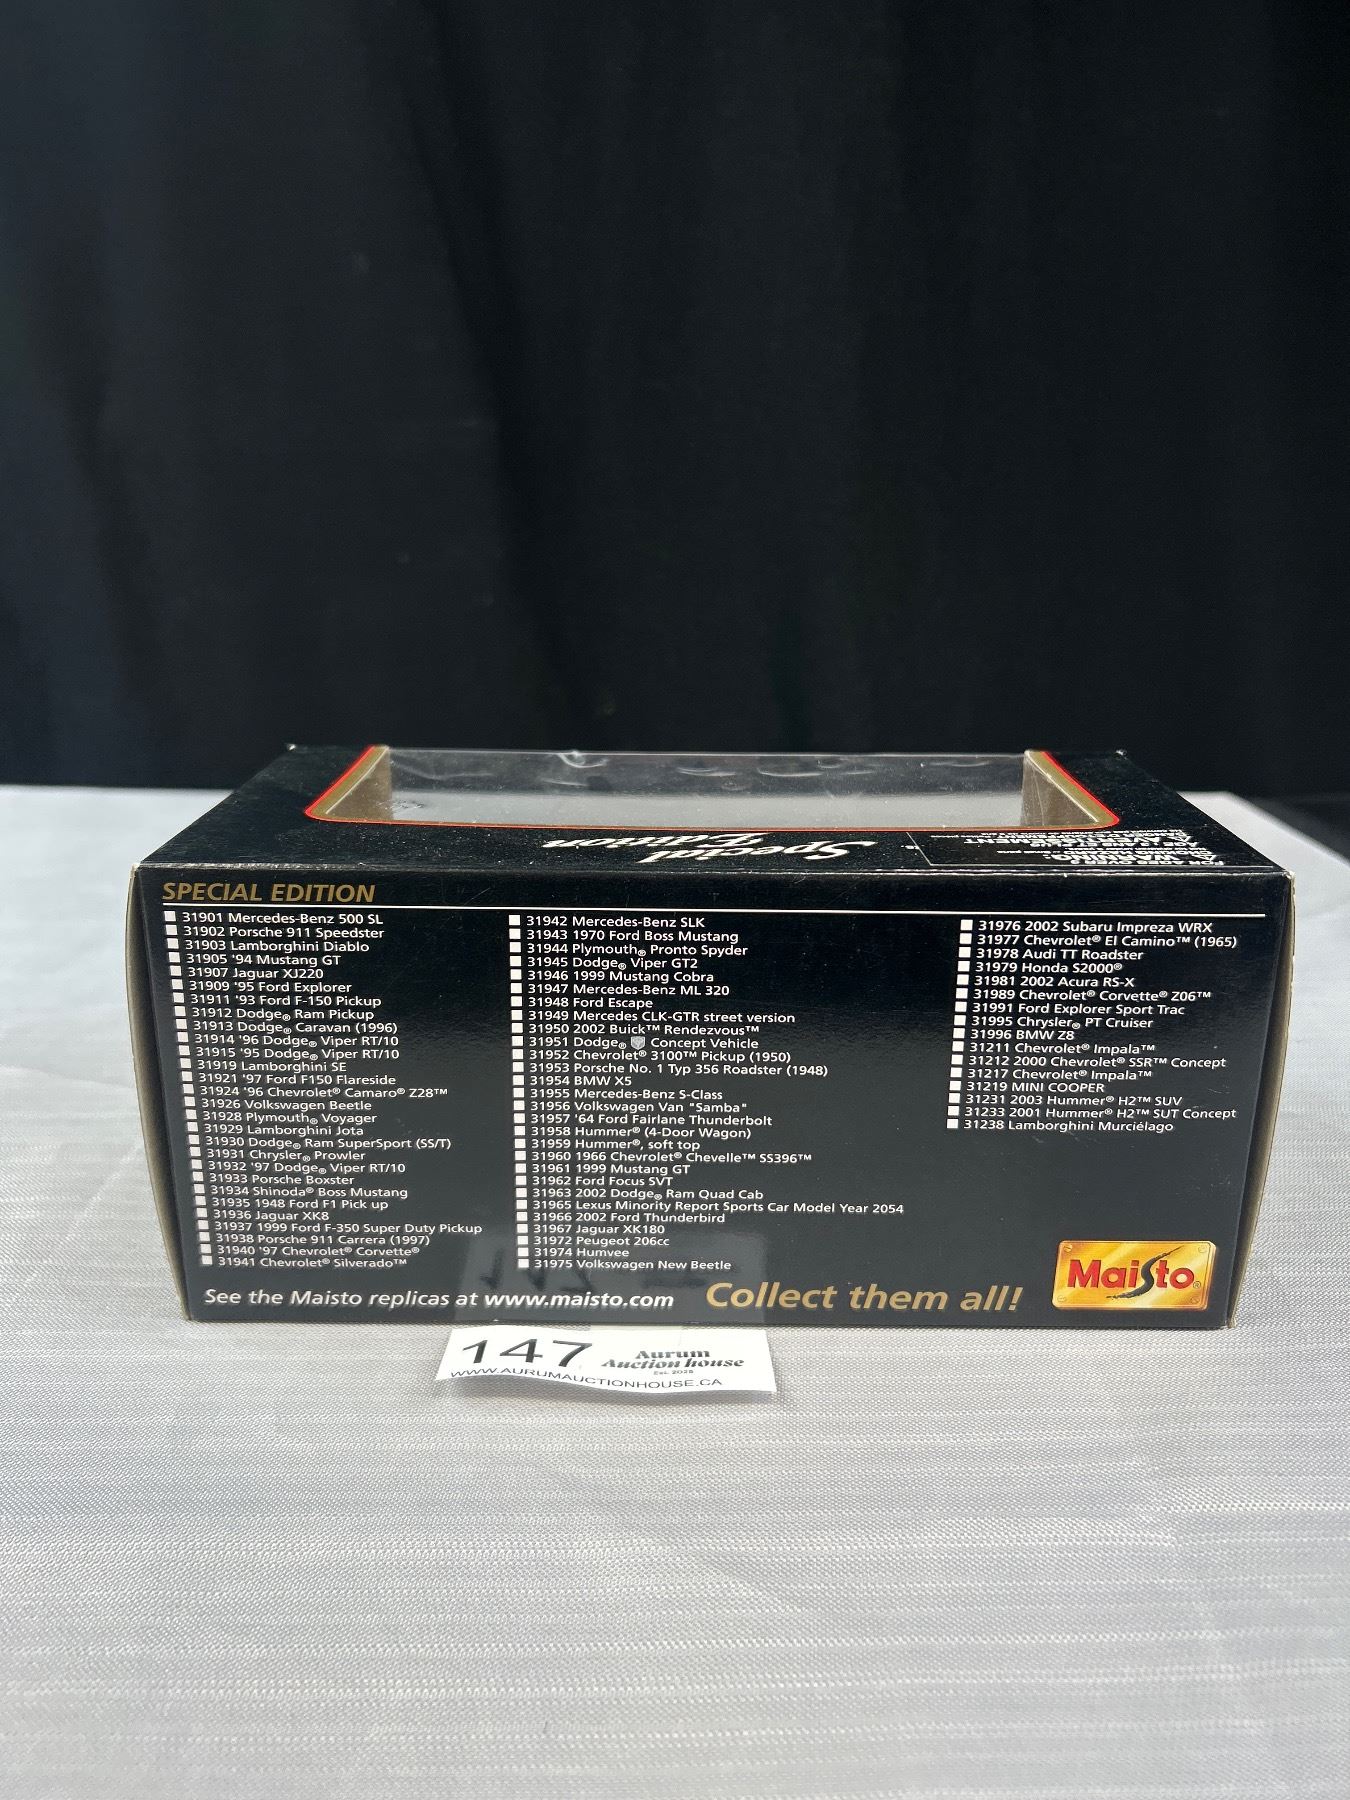 Special
Edition
WARNING:
SPECIAL EDITION
31901 Mercedes-Benz 500 SL
31902 Porsche 911 Speedster
31903 Lamborghini Diablo
31905 '94 Mustang GT
31907 Jaguar XJ220
31909 '95 Ford Explorer
31911 '93 Ford F-150 Pickup
31912 Dodge® Ram Pickup
31913 Dodge® Caravan (1996)
31914 '96 Dodge® Viper RT/10
31915 '95 Dodge® Viper RT/10
31919 Lamborghini SE
31921 '97 Ford F150 Flareside
31924 '96 Chevrolet® Camaro® Z28™
31926 Volkswagen Beetle
31928 Plymouth® Voyager
31929 Lamborghini Jota
31930 Dodge® Ram SuperSport (SS/T)
31931 Chrysler® Prowler
31932 '97 Dodge® Viper RT/10
31933 Porsche Boxster
31934 Shinoda® Boss Mustang
31935 1948 Ford F1 Pick up
31936 Jaguar XK8
31937 1999 Ford F-350 Super Duty Pickup
31938 Porsche 911 Carrera (1997)
31940 '97 Chevrolet® Corvette®
31941 Chevrolet® Silverado™
31942 Mercedes-Benz SLK
31943 1970 Ford Boss Mustang
31944 Plymouth® Pronto Spyder
31945 Dodge® Viper GT2
31946 1999 Mustang Cobra
31947 Mercedes-Benz ML 320
31948 Ford Escape
31949 Mercedes CLK-GTR street version
31950 2002 Buick™ Rendezvous™
31951 Dodge® Concept Vehicle
31952 Chevrolet® 3100™ Pickup (1950)
31953 Porsche No. 1 Typ 356 Roadster (1948)
31954 BMW X5
31955 Mercedes-Benz S-Class
31956 Volkswagen Van "Samba"
31957 '64 Ford Fairlane Thunderbolt
31958 Hummer® (4-Door Wagon)
31959 Hummer®, soft top
31960 1966 Chevrolet® Chevelle™ SS396™
31961 1999 Mustang GT
31962 Ford Focus SVT
31963 2002 Dodge® Ram Quad Cab
31965 Lexus Minority Report Sports Car Model Year 2054
31966 2002 Ford Thunderbird
31967 Jaguar XK180
31972 Peugeot 206cc
31974 Humvee
31975 Volkswagen New Beetle
31976 2002 Subaru Impreza WRX
31977 Chevrolet® El Camino™ (1965)
31978 Audi TT Roadster
31979 Honda S2000®
31981 2002 Acura RS-X
31989 Chevrolet® Corvette® Z06™
31991 Ford Explorer Sport Trac
31995 Chrysler® PT Cruiser
31996 BMW Z8
31211 Chevrolet® Impala™
31212 2000 Chevrolet® SSR™ Concept
31217 Chevrolet® Impala™
31219 MINI COOPER
31231 2003 Hummer® H2™ SUV
31233 2001 Hummer® H2™ SUT Concept
31238 Lamborghini Murciélago
See the Maisto replicas at www.maisto.com Collect them all!
Maisto®
147 Aurum
Auction house
Est. 2025
WWW.AURUMAUCTIONHOUSE.CA